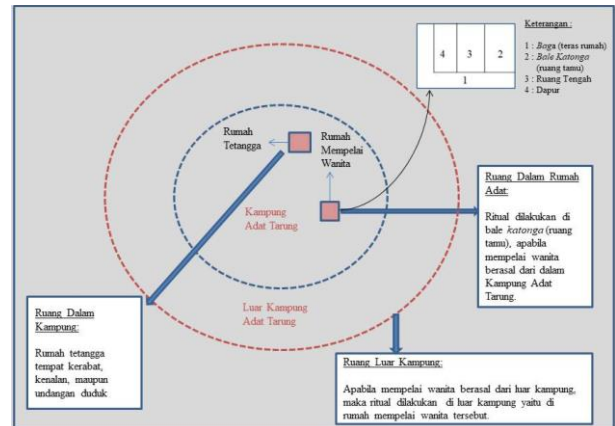 Keterangan :
1 : Boga (teras rumah)
2 : Bale Katonga
(ruang tamu)
3 : Ruang Tengah
4 : Dapur
4 3 2
1
Rumah
Tetangga
Rumah
Mempelai
Wanita
Kampung
Adat Tarung
Luar Kampung
Adat Tarung
Ruang Dalam Rumah
Adat:
Ritual dilakukan di
bale katonga (ruang
tamu), apabila
mempelai wanita
berasal dari dalam
Kampung Adat
Tarung.
Ruang Dalam
Kampung:
Rumah tetangga
tempat kerabat,
kenalan, maupun
undangan duduk
Ruang Luar Kampung:
Apabila mempelai wanita berasal dari luar kampung,
maka ritual dilakukan di luar kampung yaitu di
rumah mempelai wanita tersebut.